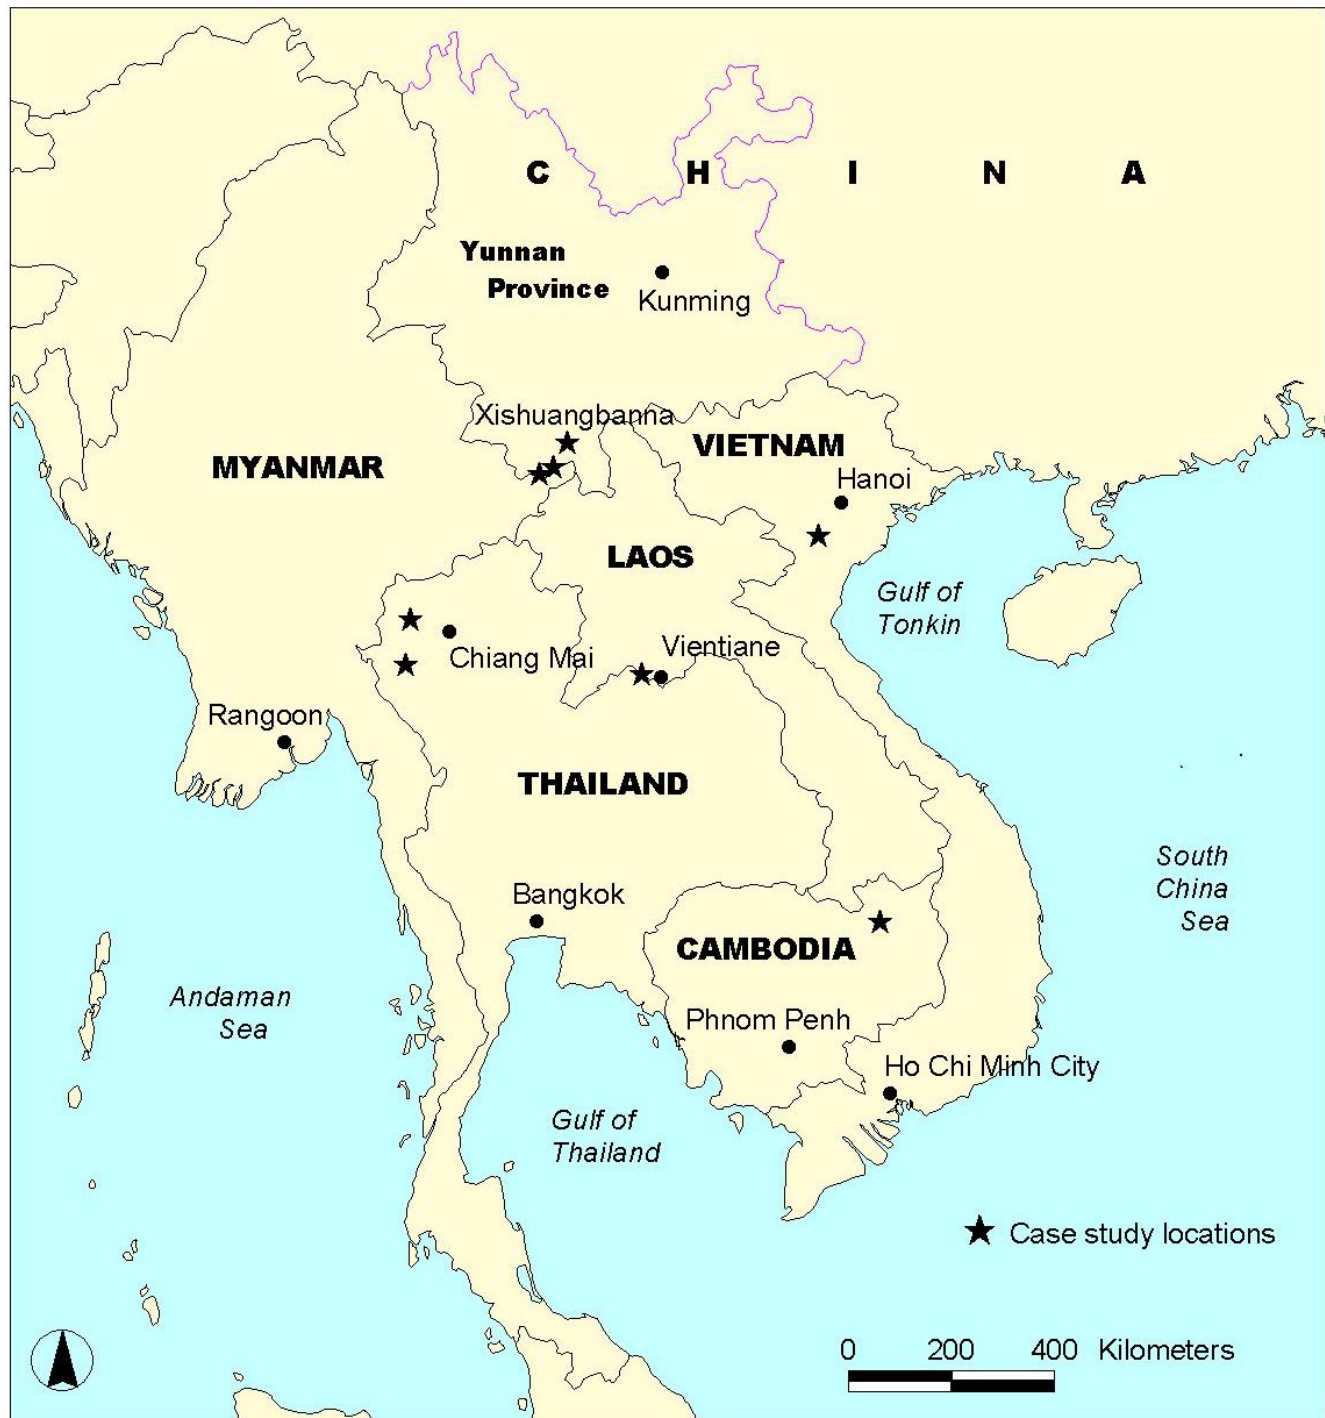 C H I N A
Yunnan
Province
Kunming
Xishuangbanna
VIETNAM
MYANMAR
Hanoi
LAOS
Gulf of
Tonkin
Chiang Mai
Vientiane
Rangoon
THAILAND
South
China
Sea
Bangkok
CAMBODIA
Andaman
Sea
Phnom Penh
Ho Chi Minh City
Gulf of
Thailand
Case study locations
0 200 400 Kilometers